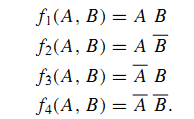 f₁(A, B) = A B
f₂(A, B) = A B̅
f₃(A, B) = A̅ B
f₄(A, B) = A̅ B̅.